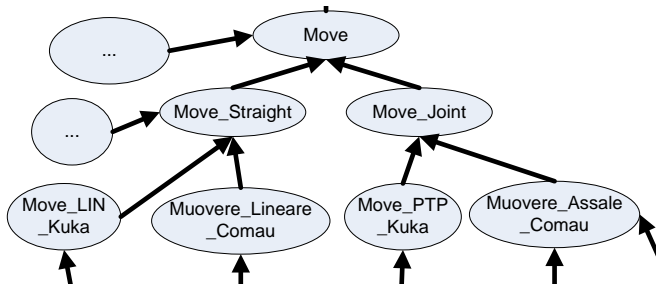 Move
...
Move_Straight
Move_Joint
...
Move_LIN
_Kuka
Muovere_Lineare
_Comau
Move_PTP
_Kuka
Muovere_Assale
_Comau